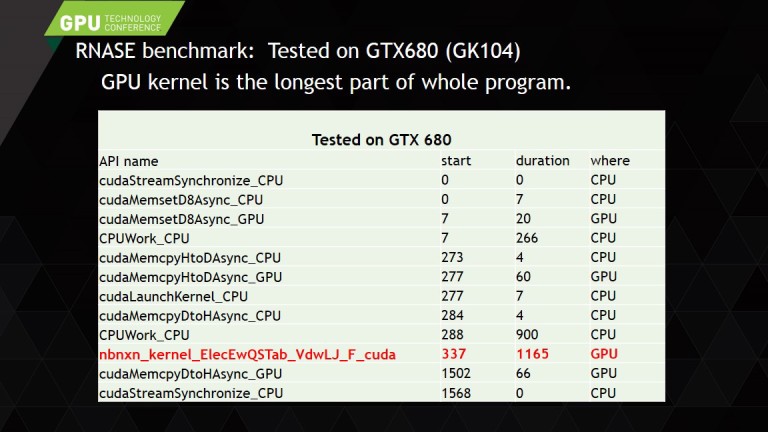 GPU TECHNOLOGY
CONFERENCE
RNASE benchmark: Tested on GTX680 (GK104)
GPU kernel is the longest part of whole program.
Tested on GTX 680
API name start duration where
cudaStreamSynchronize_CPU 0 0 CPU
cudaMemsetD8Async_CPU 0 7 CPU
cudaMemsetD8Async_GPU 7 20 GPU
CPUWork_CPU 7 266 CPU
cudaMemcpyHtoDAsync_CPU 273 4 CPU
cudaMemcpyHtoDAsync_GPU 277 60 GPU
cudaLaunchKernel_CPU 277 7 CPU
cudaMemcpyDtoHAsync_CPU 284 4 CPU
CPUWork_CPU 288 900 CPU
nbnxn_kernel_ElecEwQSTab_VdwLJ_F_cuda 337 1165 GPU
cudaMemcpyDtoHAsync_GPU 1502 66 GPU
cudaStreamSynchronize_CPU 1568 0 CPU